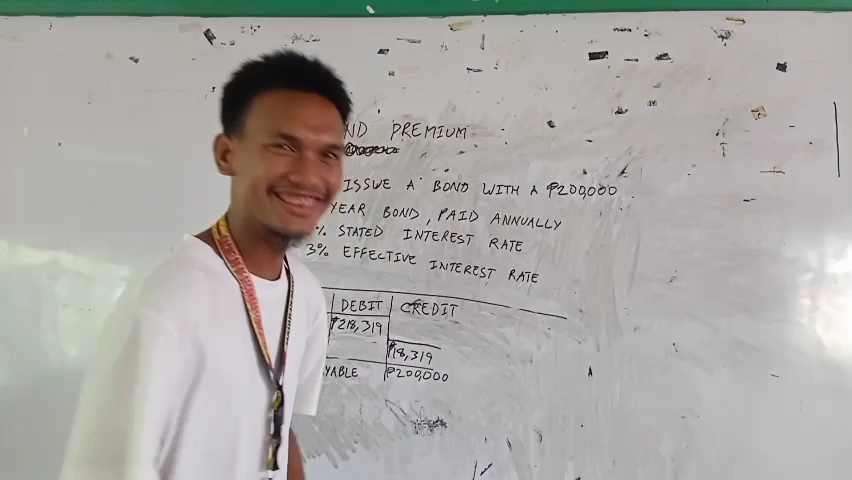 ND PREMIUM
ISSUE A BOND WITH A ₱200,000
YEAR BOND, PAID ANNUALLY
% STATED INTEREST RATE
3% EFFECTIVE INTEREST RATE
DEBIT CREDIT
₱218,319
₱18,319
YABLE ₱200,000